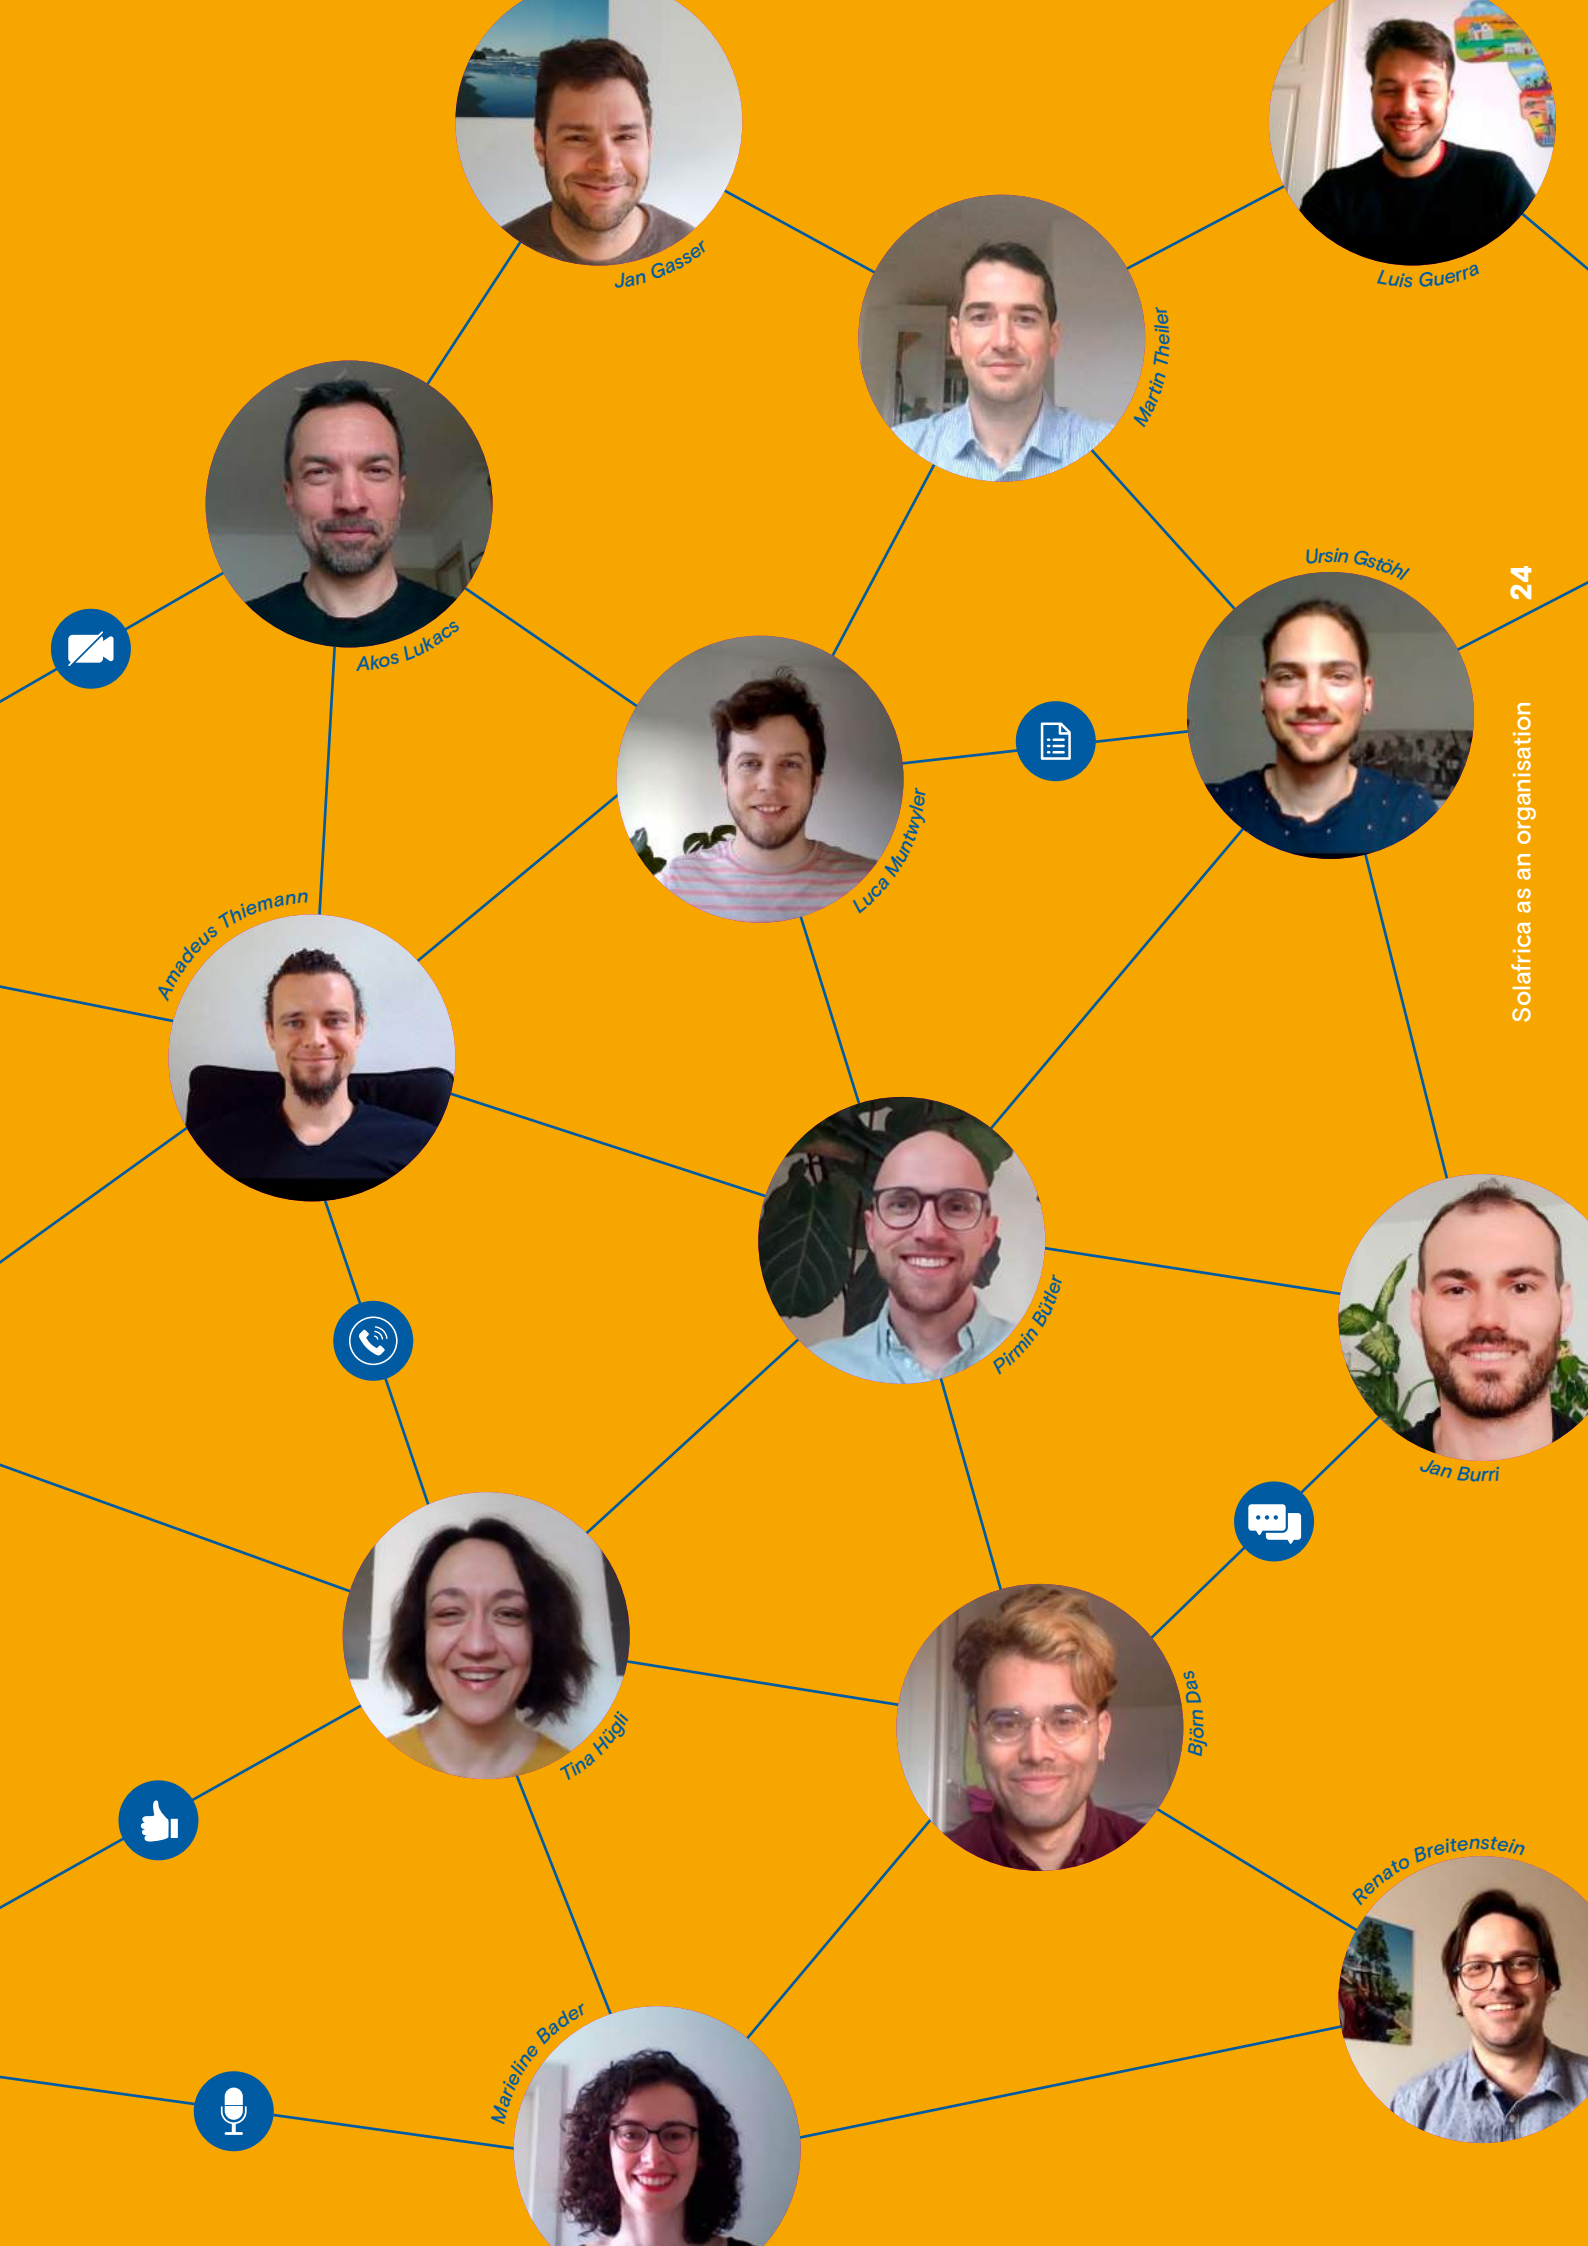 Jan Gasser
Luis Guerra
Martin Theiler
Akos Lukacs
Ursin Gstöhl
24
Solafrica as an organisation
Luca Muntwyler
Amadeus Thiemann
Pirmin Bütler
Jan Burri
Tina Hügli
Björn Das
Renato Breitenstein
Marieline Bader